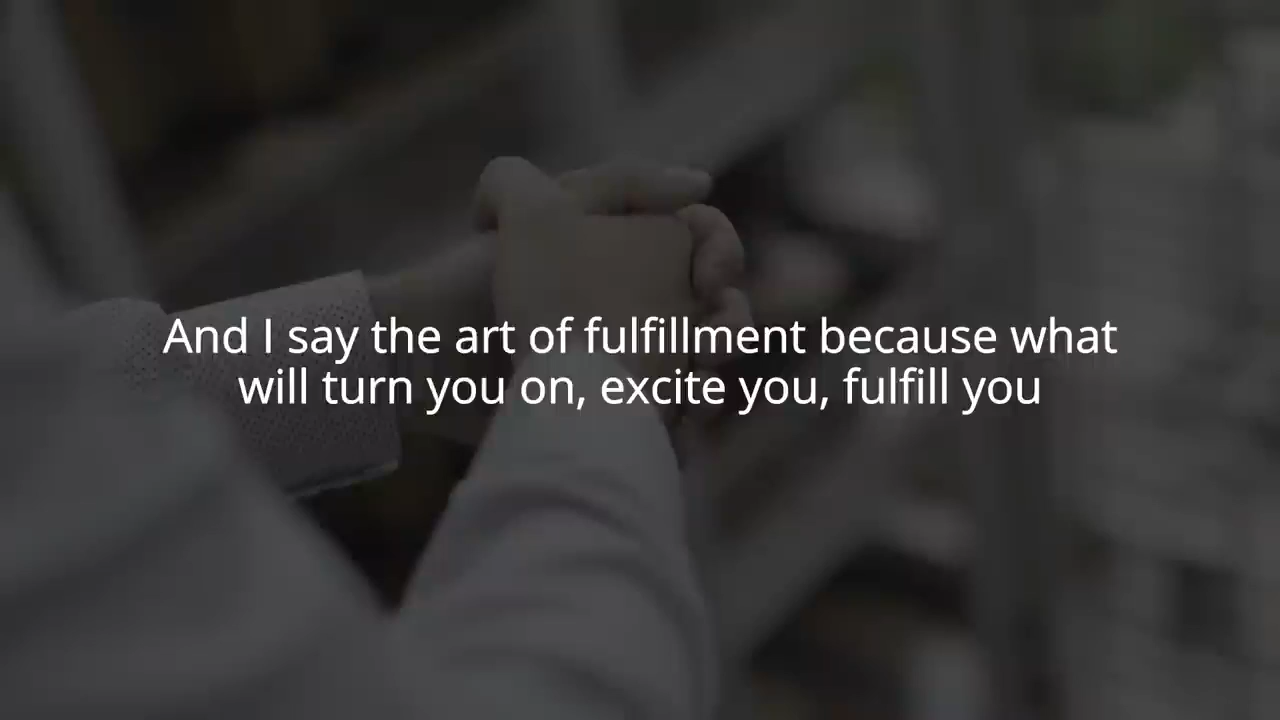 And I say the art of fulfillment because what
will turn you on, excite you, fulfill you